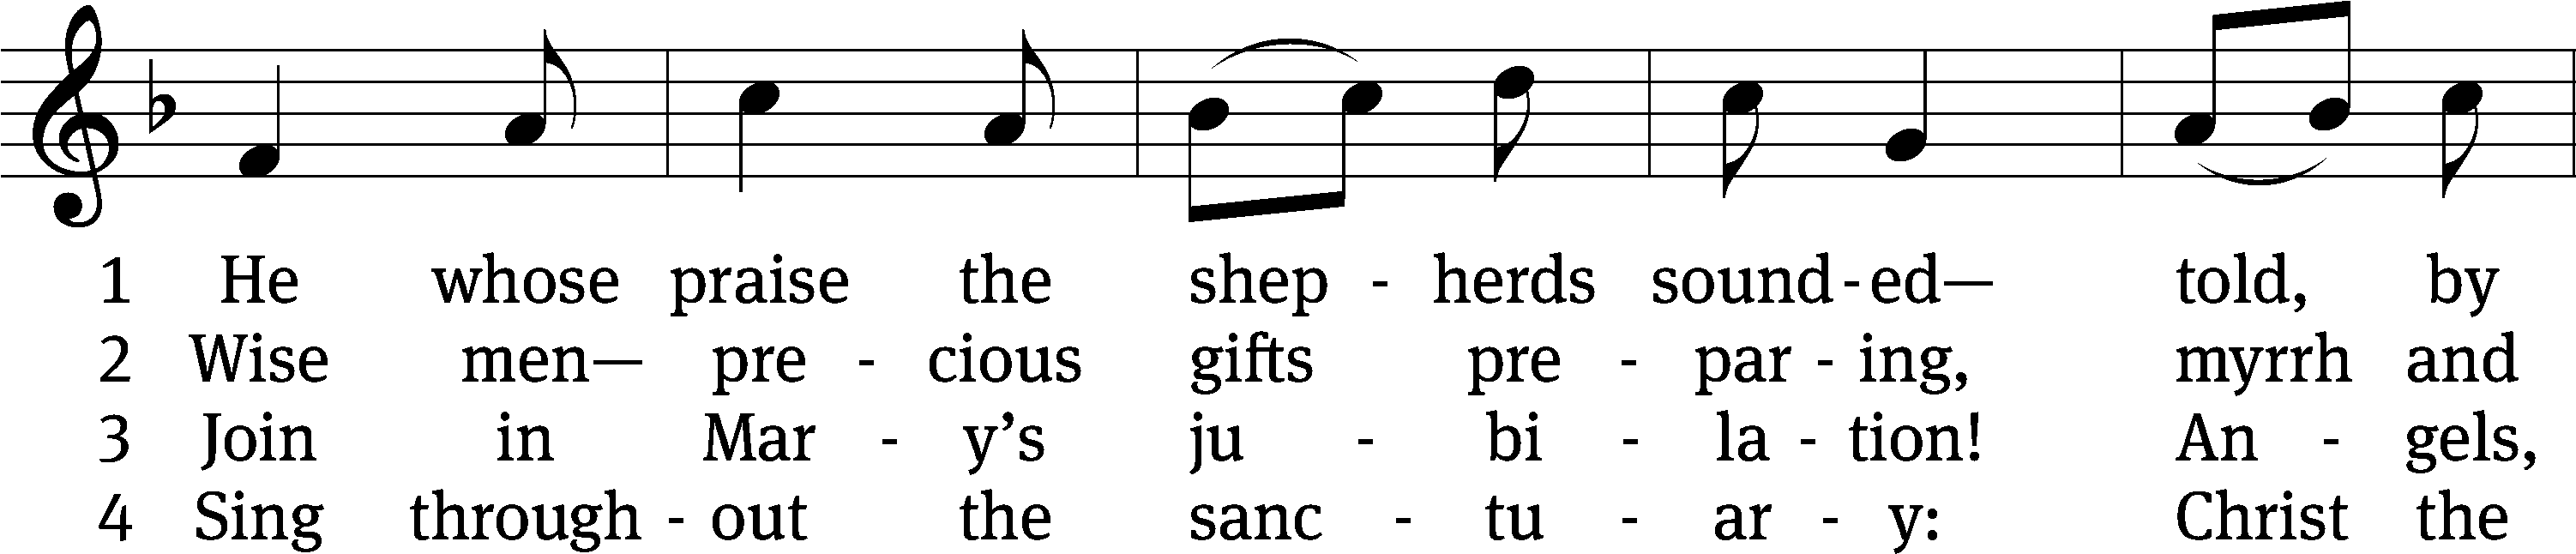 1 He whose praise the shep - herds sound - ed— told, by
2 Wise men— pre - cious gifts pre - par - ing, myrrh and
3 Join in Mar - y’s ju - bi - la - tion! An - gels,
4 Sing through - out the sanc - tu - ar - y: Christ the